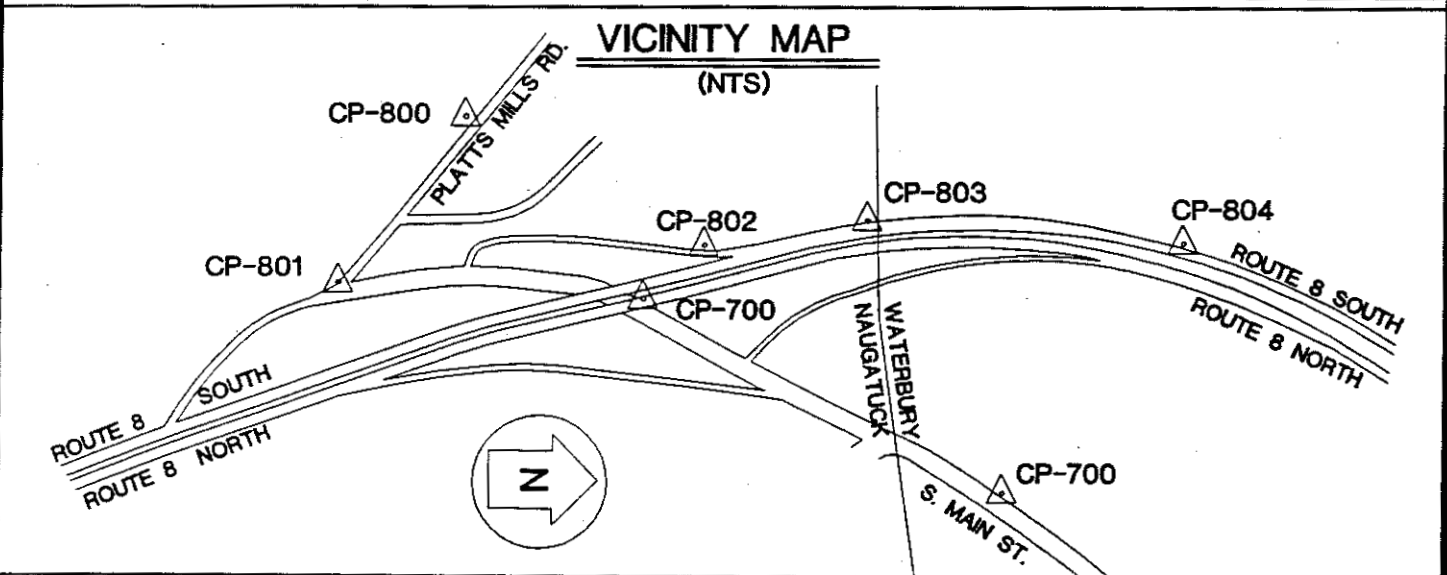 VICINITY MAP
(NTS)
PLATTS MILLS RD.
CP-800
CP-803
CP-802
CP-804
CP-801
ROUTE 8 SOUTH
CP-700
ROUTE 8 NORTH
WATERBURY
NAUGATUCK
SOUTH
ROUTE 8
ROUTE 8 NORTH
N
CP-700
S. MAIN ST.